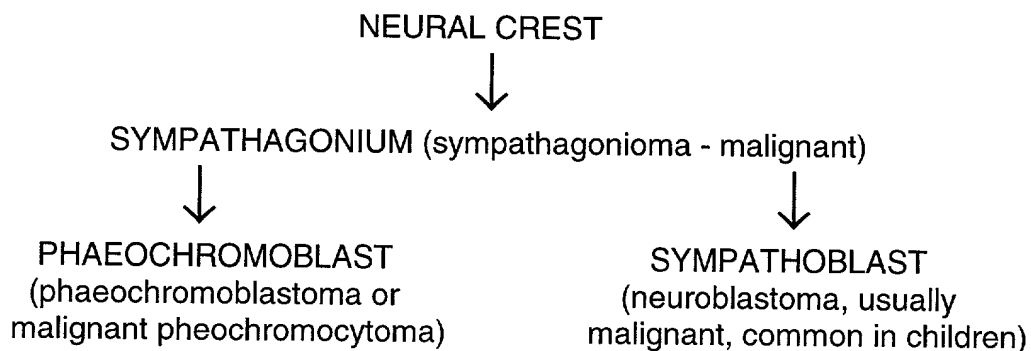 NEURAL CREST
SYMPATHAGONIUM (sympathagonioma - malignant)
PHAEOCHROMOBLAST
(phaeochromoblastoma or
malignant pheochromocytoma)
SYMPATHOBLAST
(neuroblastoma, usually
malignant, common in children)